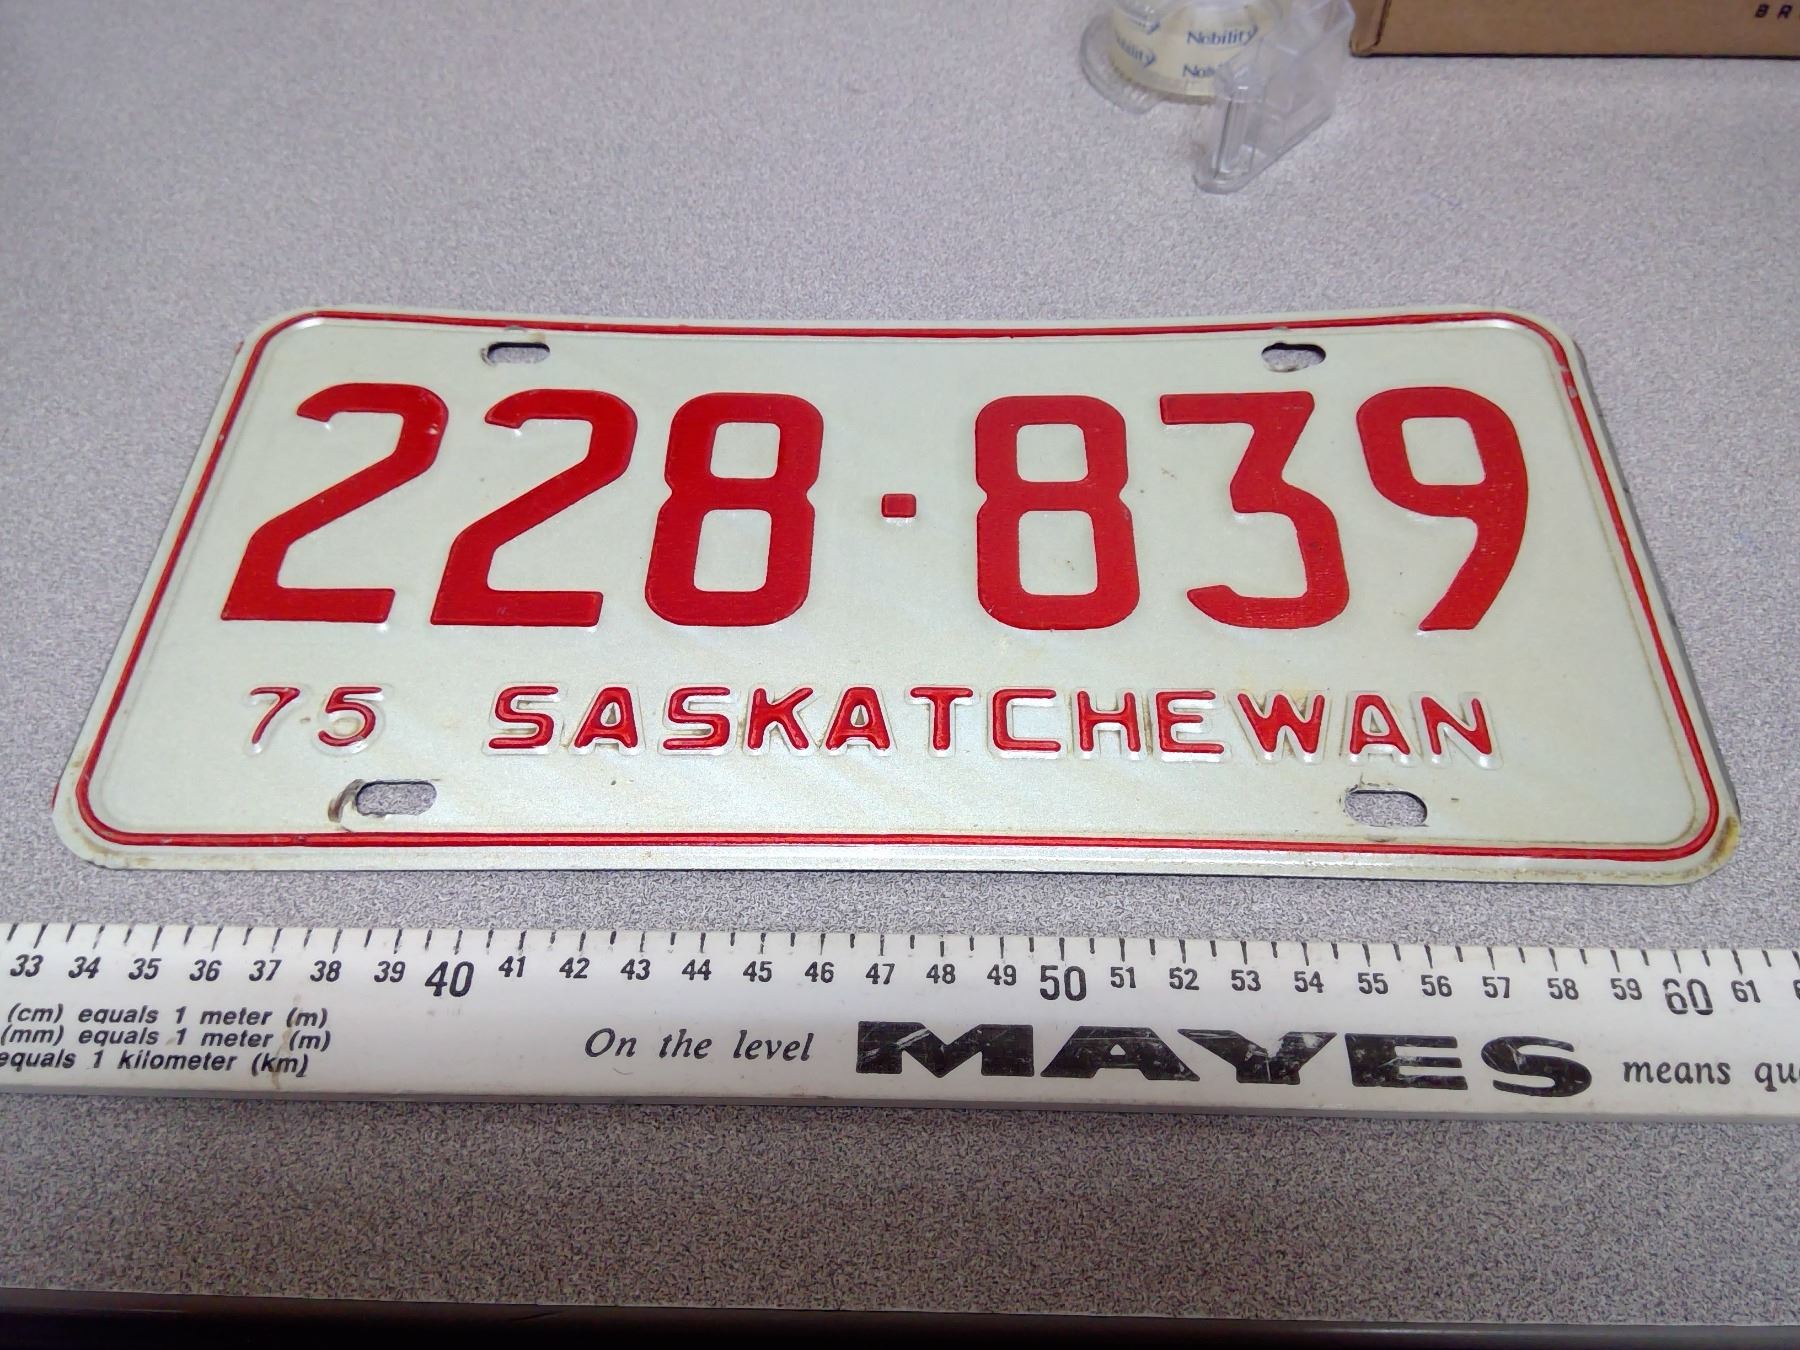 Nobility
228·839
75 SASKATCHEWAN
33 34 35 36 37 38 39 40 41 42 43 44 45 46 47 48 49 50 51 52 53 54 55 56 57 58 59 60 61
(cm) equals 1 meter (m)
(mm) equals 1 meter (m)
equals 1 kilometer (km)
On the level MAYES means